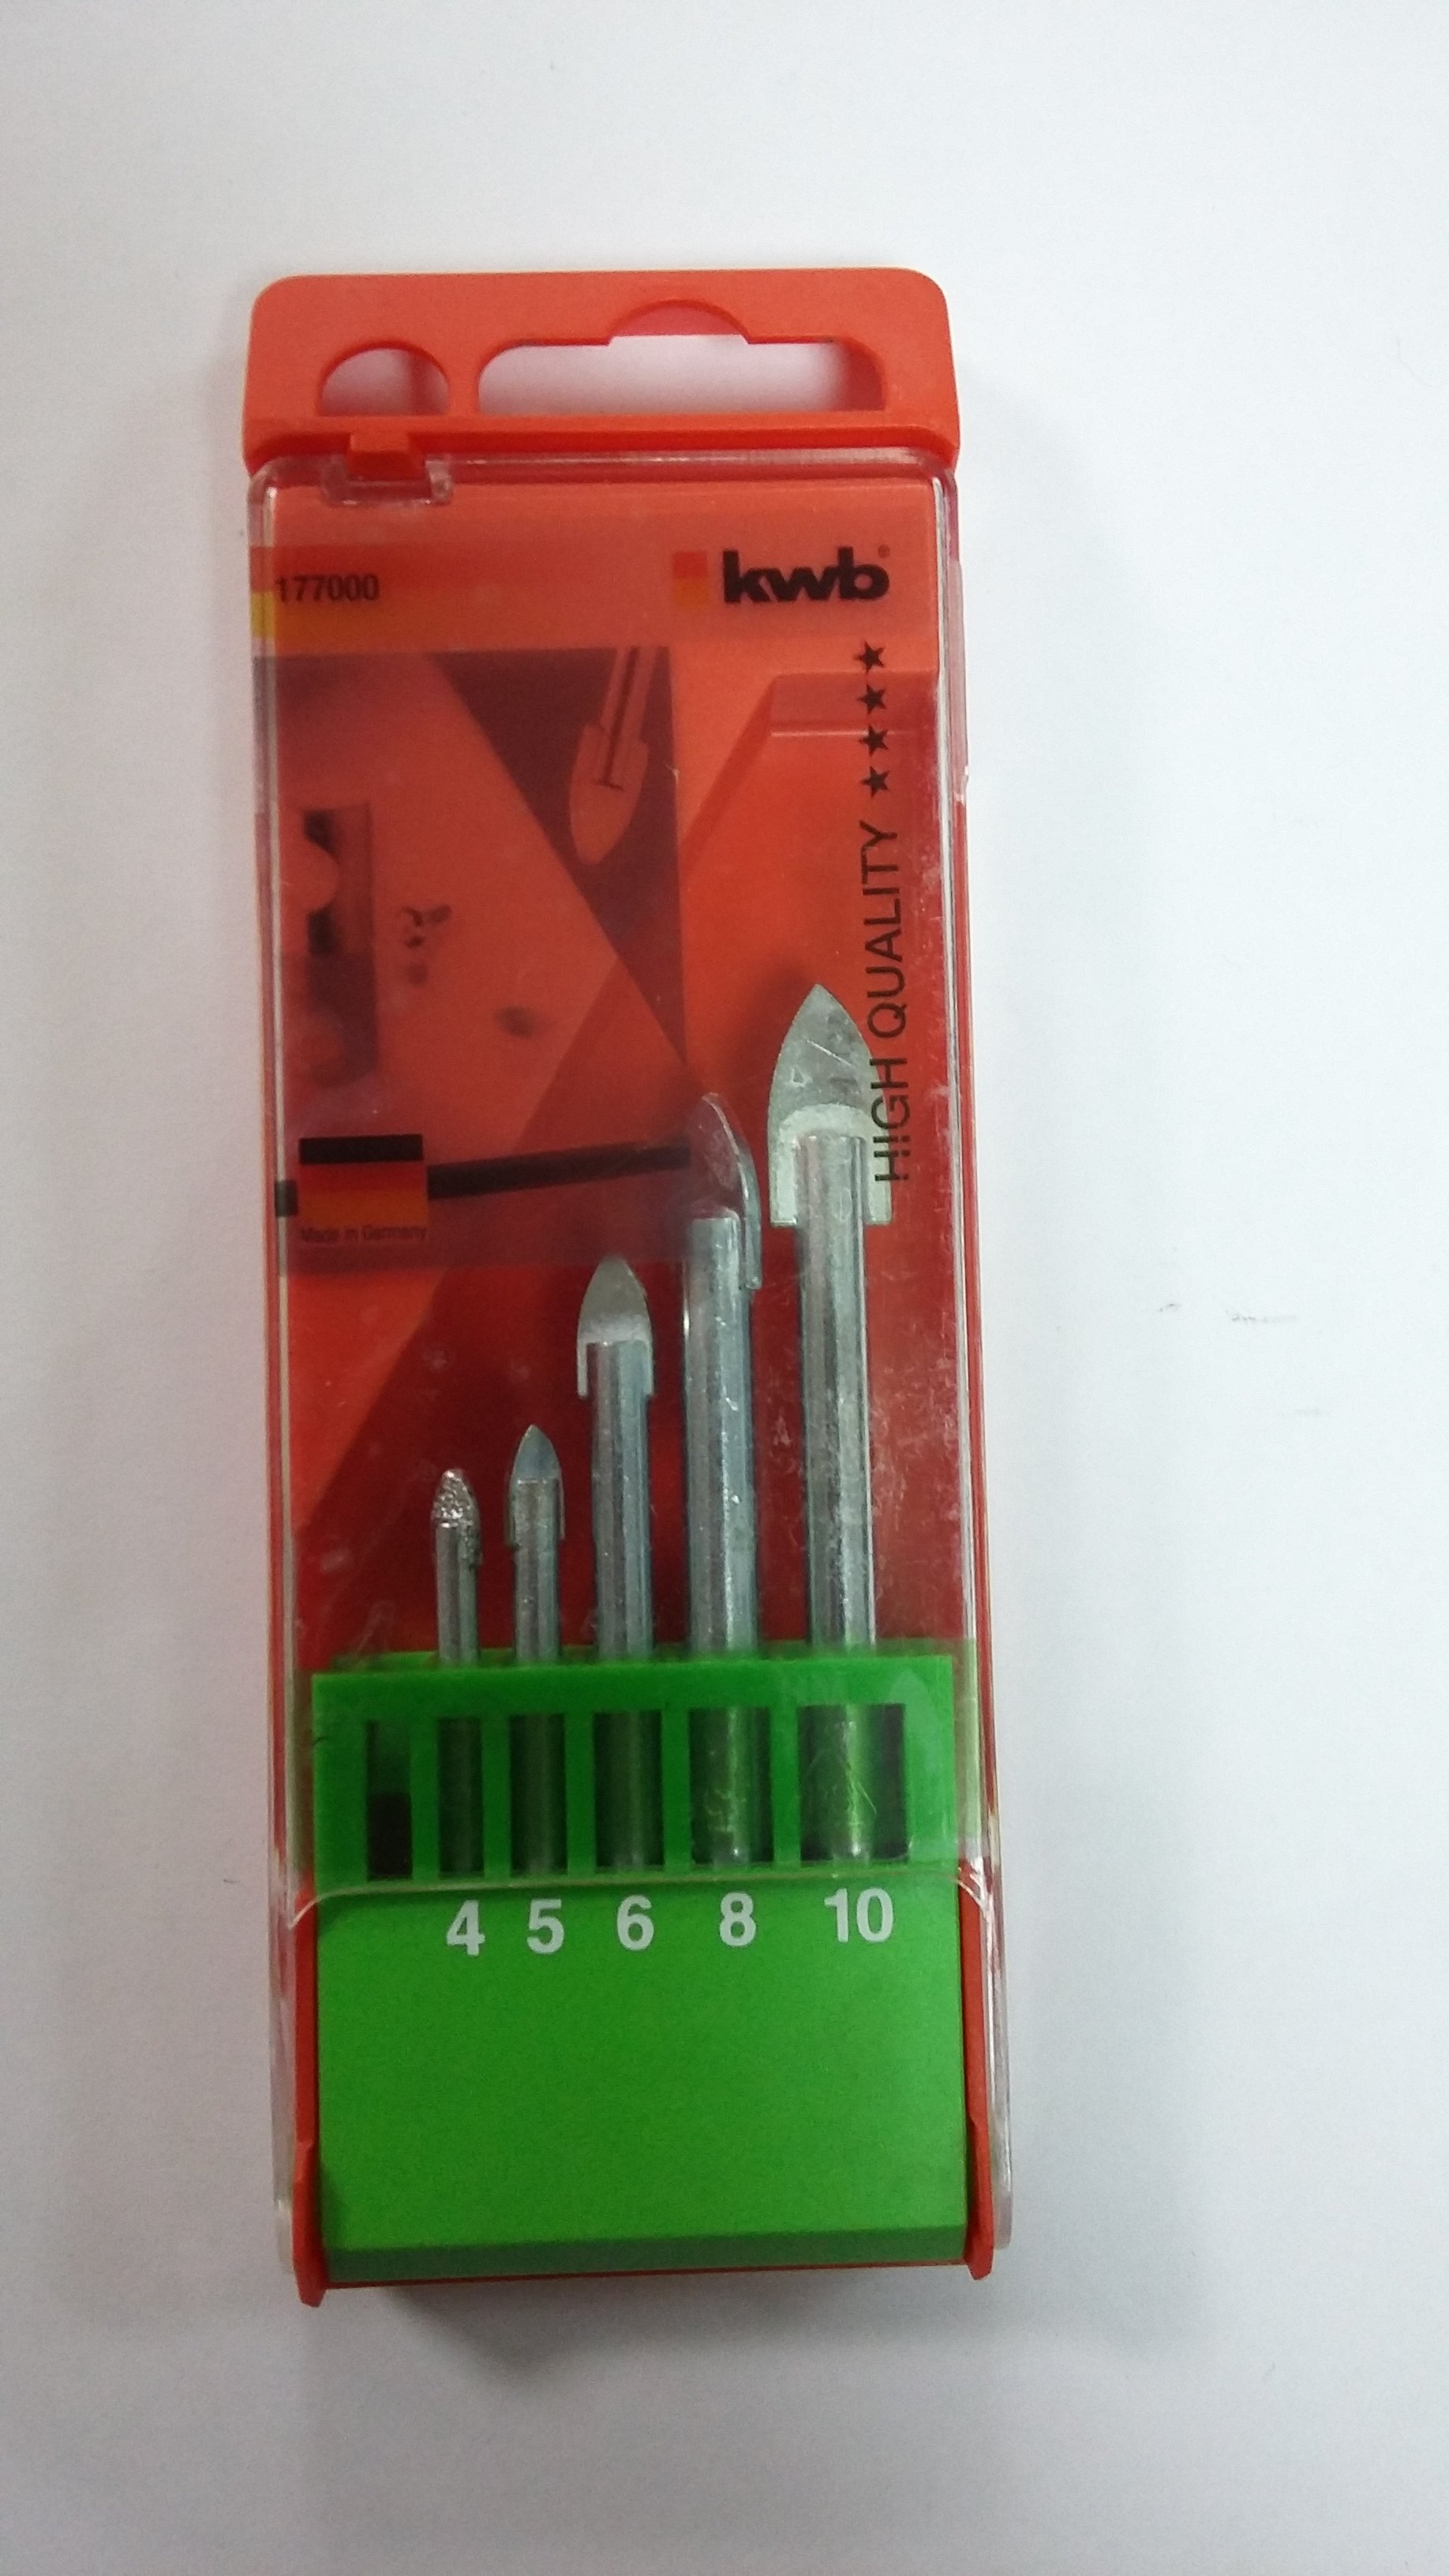 177000
kwb®
HIGH QUALITY ★★★★
Made in Germany
4 5 6 8 10